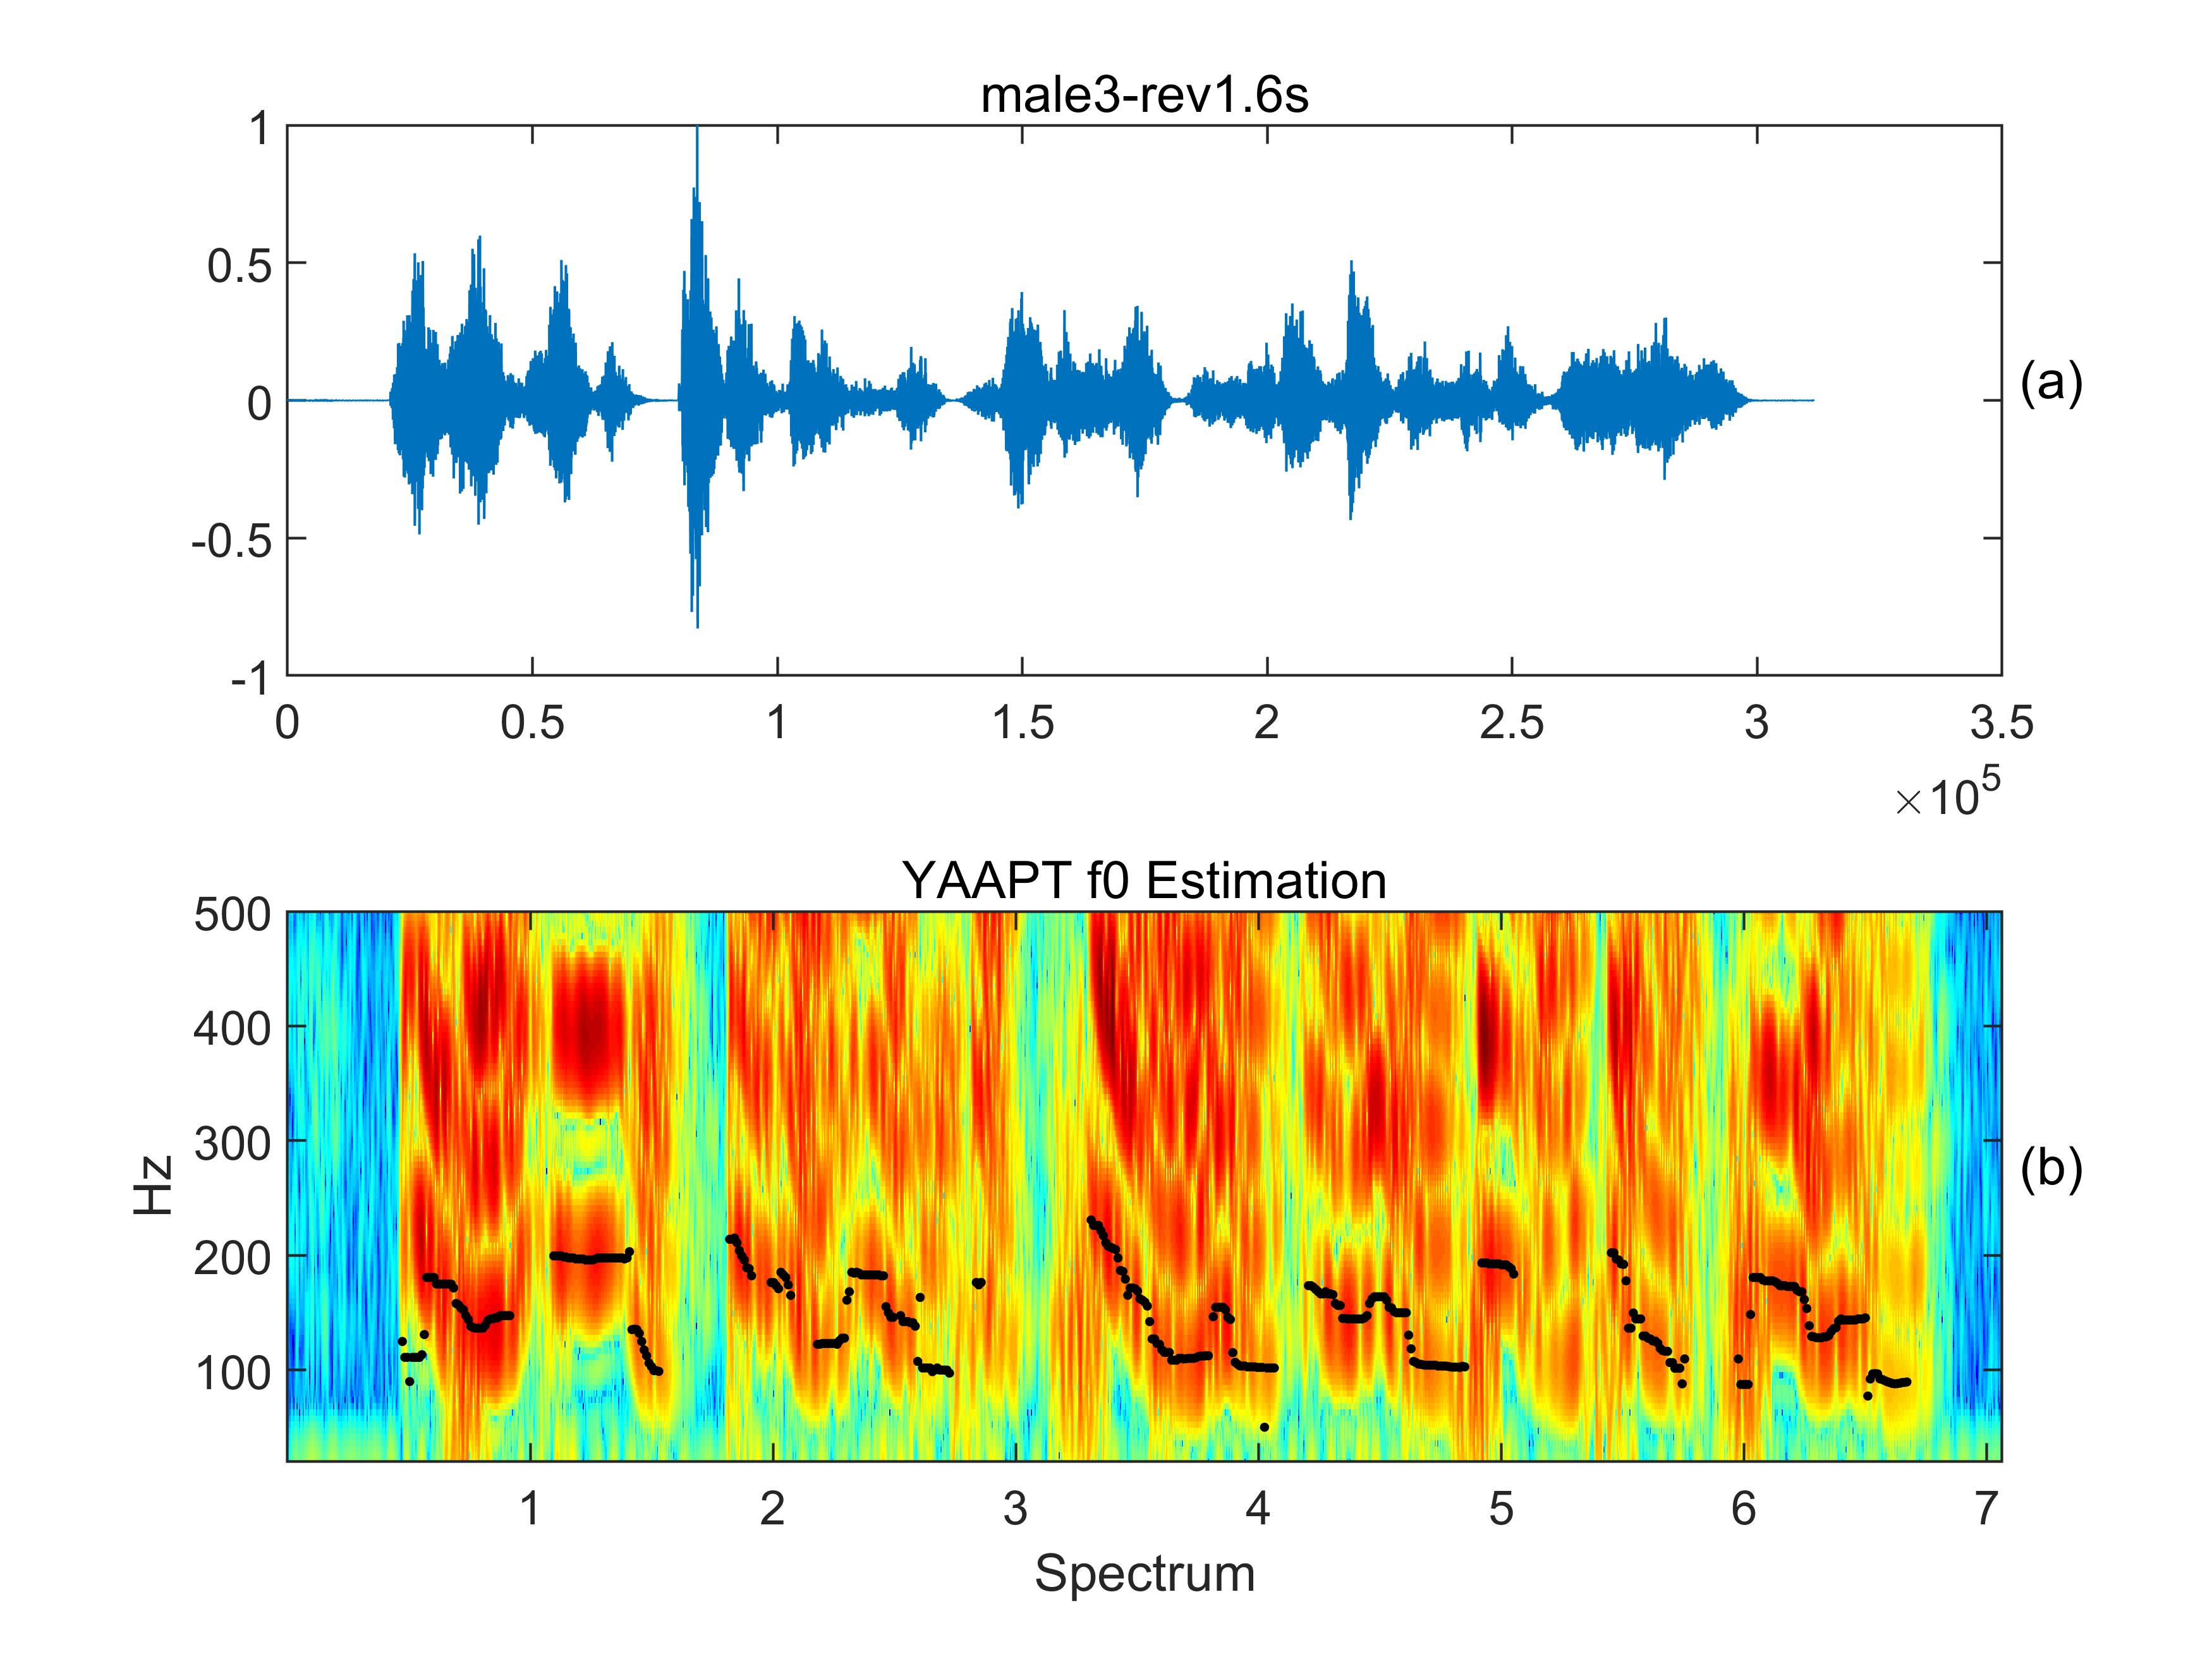 male3-rev1.6s
1
0.5
0
-0.5
-1
(a)
0 0.5 1 1.5 2 2.5 3 3.5
×10^5
YAAPT f0 Estimation
500
400
300
200
100
Hz
(b)
1 2 3 4 5 6 7
Spectrum